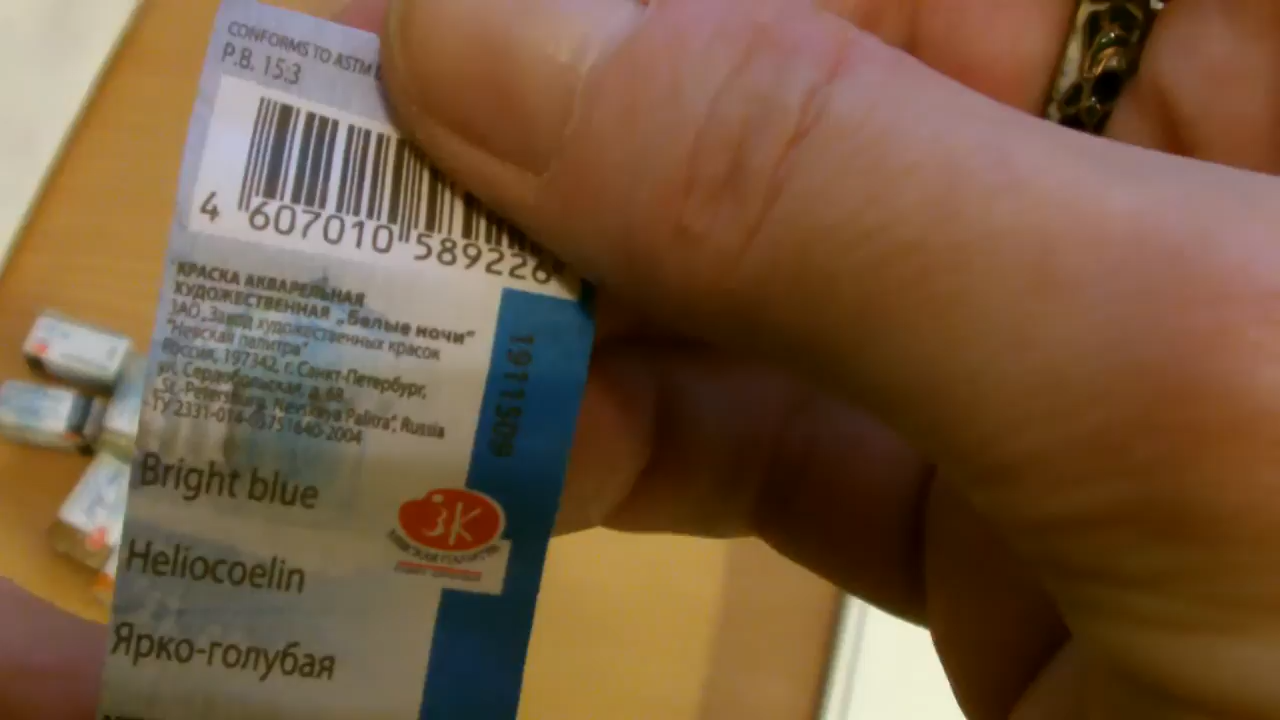 CONFORMS TO ASTM
P.B. 15:3
4 607010 589226
КРАСКА АКВАРЕЛЬНАЯ
ХУДОЖЕСТВЕННАЯ „Белые ночи"
ЗАО „Завод художественных красок
"Невская палитра"
Россия, 197342, г. Санкт-Петербург,
ул. Сердобольская, д. 68
St.-Petersburg, "Nevskaya Palitra", Russia
ТУ 2331-014-05751640-2004
1911509
Bright blue
ЗК
Heliocoelin
Ярко-голубая